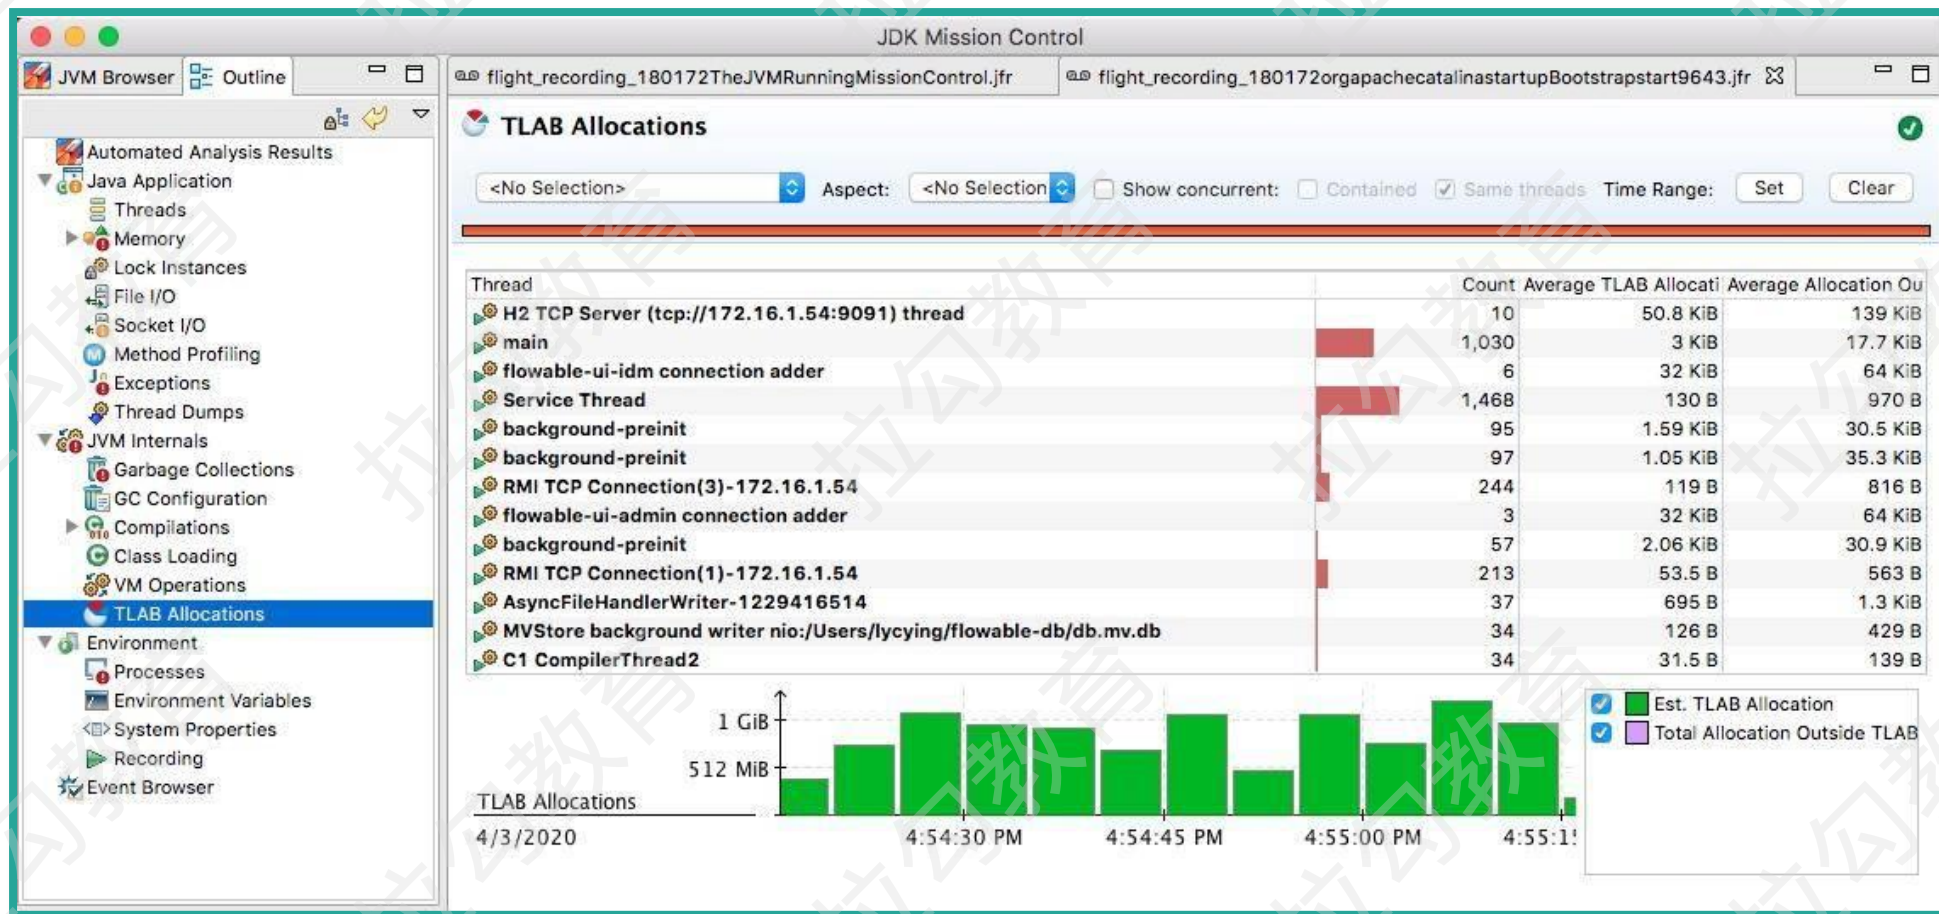 JDK Mission Control
JVM Browser
Outline
flight_recording_180172TheJVMRunningMissionControl.jfr
flight_recording_180172orgapachecatalinastartupBootstrapstart9643.jfr
Automated Analysis Results
Java Application
Threads
Memory
Lock Instances
File I/O
Socket I/O
Method Profiling
Exceptions
Thread Dumps
JVM Internals
Garbage Collections
GC Configuration
Compilations
Class Loading
VM Operations
TLAB Allocations
Environment
Processes
Environment Variables
System Properties
Recording
Event Browser
TLAB Allocations
<No Selection> Aspect: <No Selection Show concurrent: Contained Same threads Time Range: Set Clear
Thread Count Average TLAB Allocati Average Allocation Ou
H2 TCP Server (tcp://172.16.1.54:9091) thread 10 50.8 KiB 139 KiB
main 1,030 3 KiB 17.7 KiB
flowable-ui-idm connection adder 6 32 KiB 64 KiB
Service Thread 1,468 130 B 970 B
background-preinit 95 1.59 KiB 30.5 KiB
background-preinit 97 1.05 KiB 35.3 KiB
RMI TCP Connection(3)-172.16.1.54 244 119 B 816 B
flowable-ui-admin connection adder 3 32 KiB 64 KiB
background-preinit 57 2.06 KiB 30.9 KiB
RMI TCP Connection(1)-172.16.1.54 213 53.5 B 563 B
AsyncFileHandlerWriter-1229416514 37 695 B 1.3 KiB
MVStore background writer nio:/Users/lycying/flowable-db/db.mv.db 34 126 B 429 B
C1 CompilerThread2 34 31.5 B 139 B
1 GiB
512 MiB
TLAB Allocations
4/3/2020
4:54:30 PM 4:54:45 PM 4:55:00 PM 4:55:1
Est. TLAB Allocation
Total Allocation Outside TLAB
拉勾教育